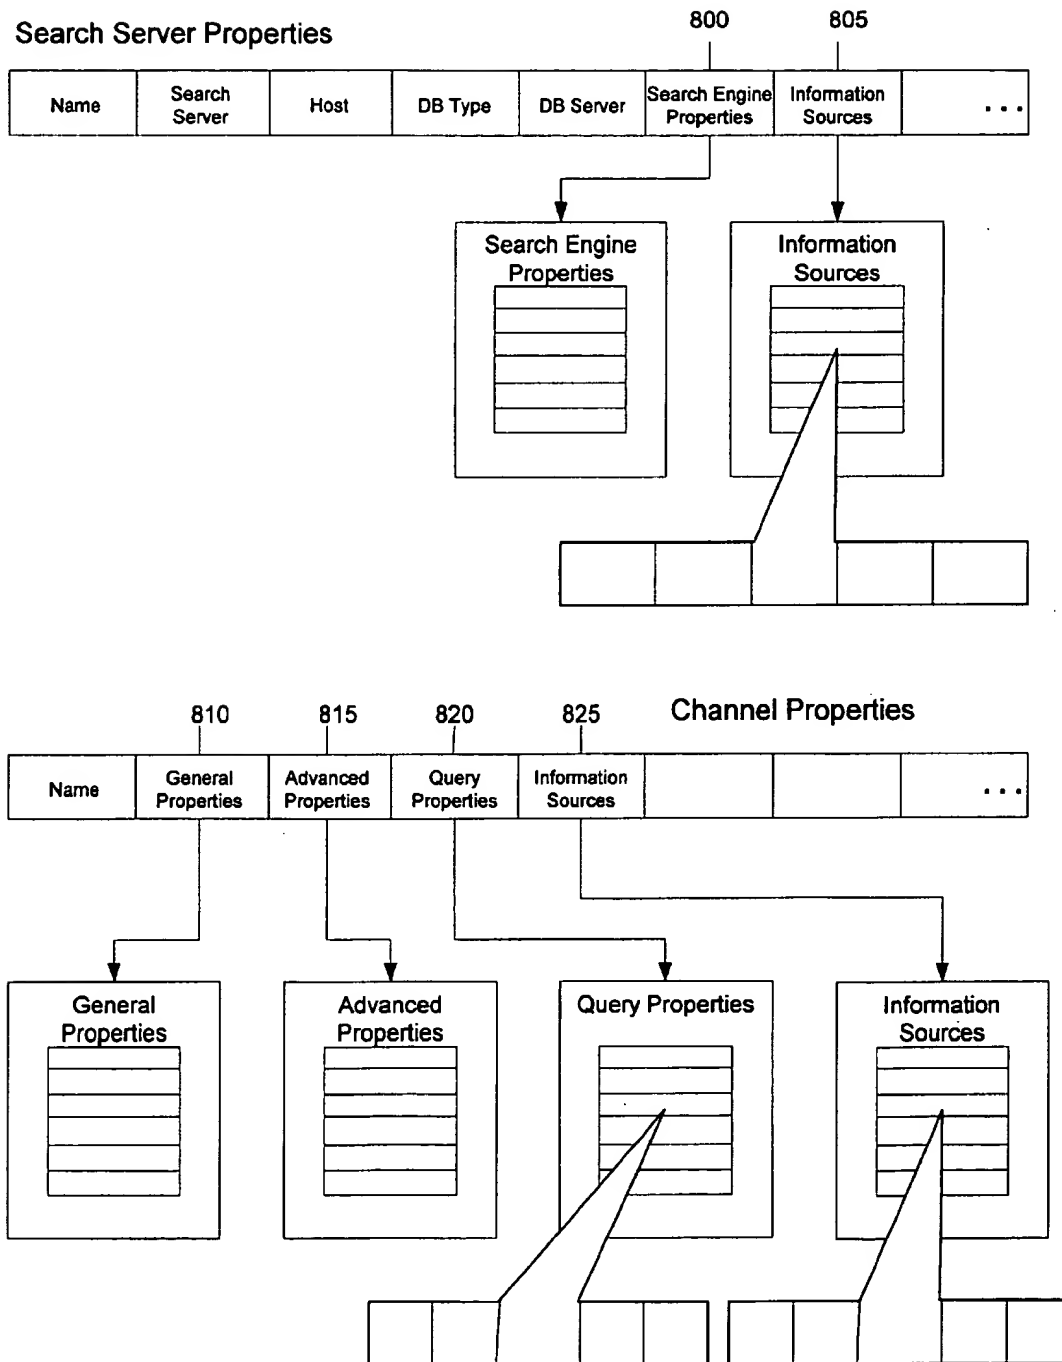 800 805
Search Server Properties
Name Search Server Host DB Type DB Server Search Engine Properties Information Sources ...
Search Engine
Properties
Information
Sources
810 815 820 825 Channel Properties
Name General Properties Advanced Properties Query Properties Information Sources ...
General
Properties
Advanced
Properties
Query Properties
Information
Sources